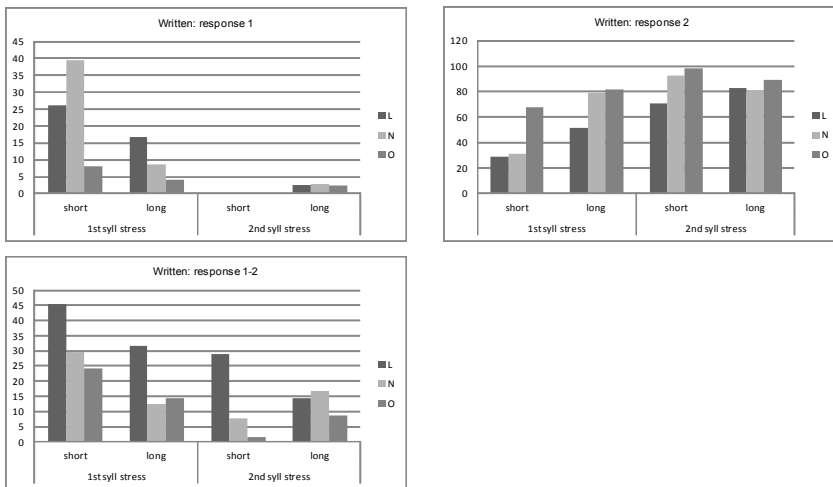 Written: response 1
45
40
35
30
25
20
15
10
5
0
short
long
short
long
1st syll stress
2nd syll stress
L
N
O
Written: response 2
120
100
80
60
40
20
0
short
long
short
long
1st syll stress
2nd syll stress
L
N
O
Written: response 1-2
50
45
40
35
30
25
20
15
10
5
0
short
long
short
long
1st syll stress
2nd syll stress
L
N
O